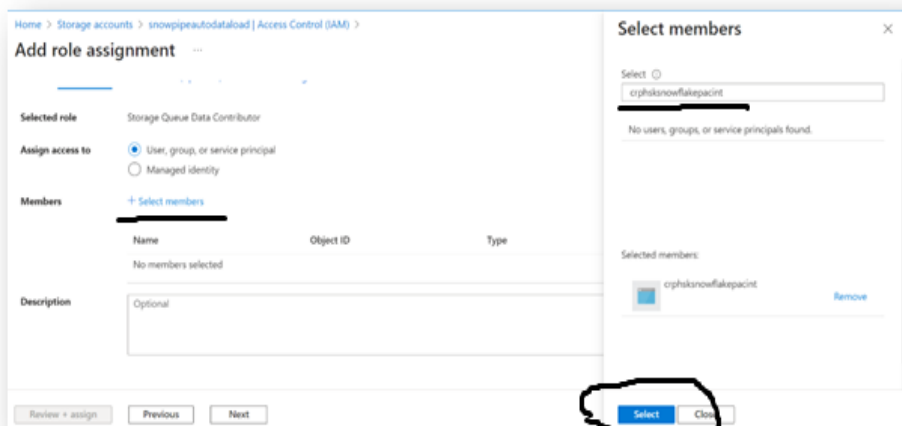 Home > Storage accounts > snowpipeautodataload | Access Control (IAM) >
Add role assignment ...
Selected role Storage Queue Data Contributor
Assign access to User, group, or service principal
Managed identity
Members + Select members
Name Object ID Type
No members selected
Description Optional
Review + assign Previous Next
Select members
Select
crphsksnowflakepacint
No users, groups, or service principals found.
Selected members:
crphsksnowflakepacint
Remove
Select Close